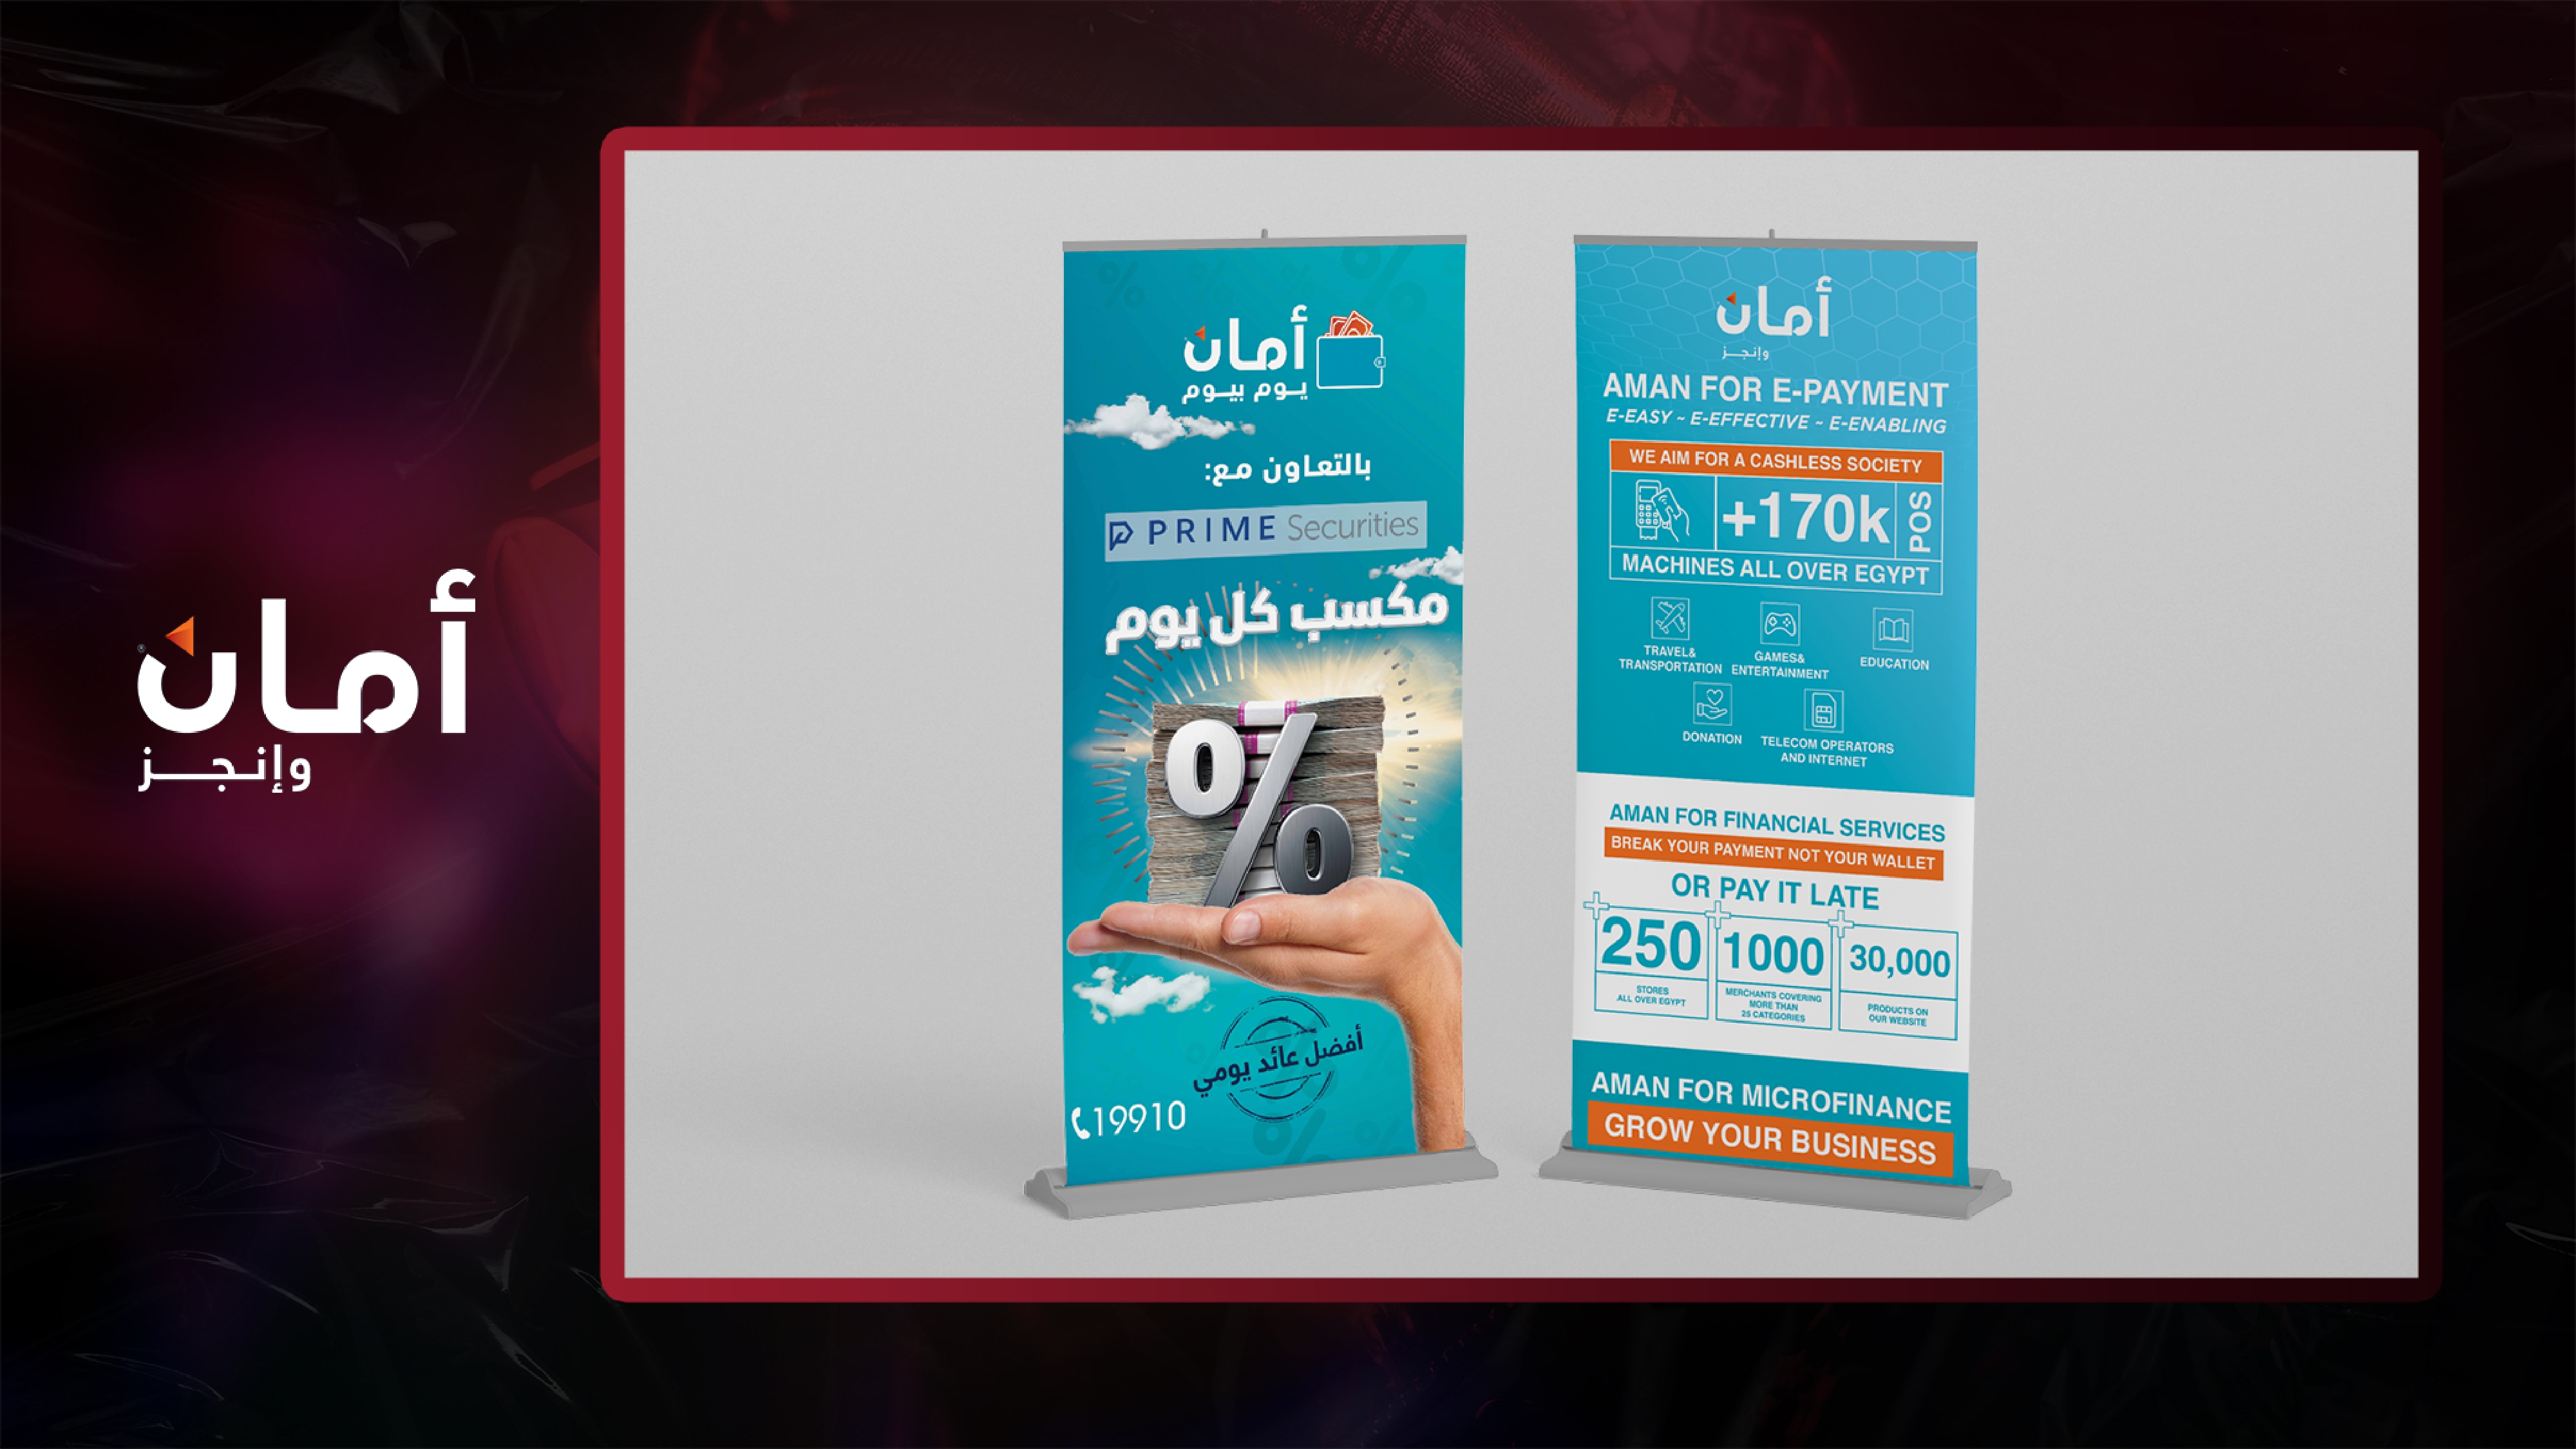 أمان
®
وإنجز
أمان
يوم بيوم
بالتعاون مع:
PRIME Securities
مكسب كل يوم
%
أفضل عائد يومي
19910
أمان
وإنجز
AMAN FOR E-PAYMENT
E-EASY ~ E-EFFECTIVE ~ E-ENABLING
WE AIM FOR A CASHLESS SOCIETY
+170k
POS
MACHINES ALL OVER EGYPT
TRAVEL&
TRANSPORTATION
GAMES&
ENTERTAINMENT
EDUCATION
DONATION
TELECOM OPERATORS
AND INTERNET
AMAN FOR FINANCIAL SERVICES
BREAK YOUR PAYMENT NOT YOUR WALLET
OR PAY IT LATE
+250
STORES
ALL OVER EGYPT
+1000
MERCHANTS COVERING
MORE THAN
25 CATEGORIES
+30,000
PRODUCTS ON
OUR WEBSITE
AMAN FOR MICROFINANCE
GROW YOUR BUSINESS